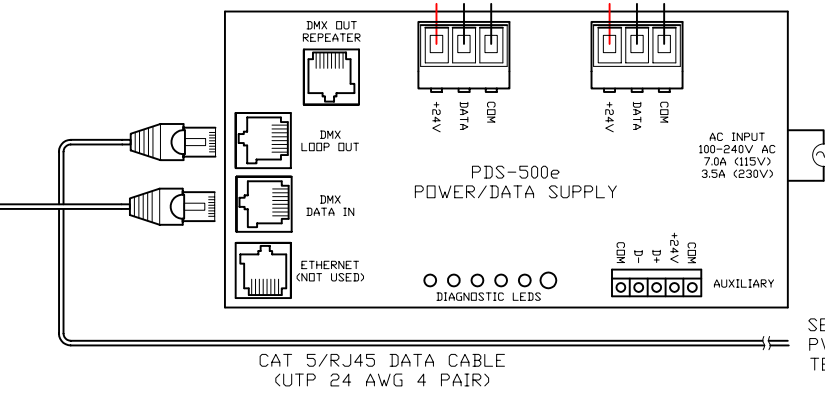 DMX OUT
REPEATER
+24V
DATA
COM
+24V
DATA
COM
DMX
LOOP OUT
AC INPUT
100-240V AC
7.0A (115V)
3.5A (230V)
PDS-500e
POWER/DATA SUPPLY
DMX
DATA IN
COM
D-
D+
+24V
COM
ETHERNET
(NOT USED)
AUXILIARY
DIAGNOSTIC LEDS
CAT 5/RJ45 DATA CABLE
(UTP 24 AWG 4 PAIR)